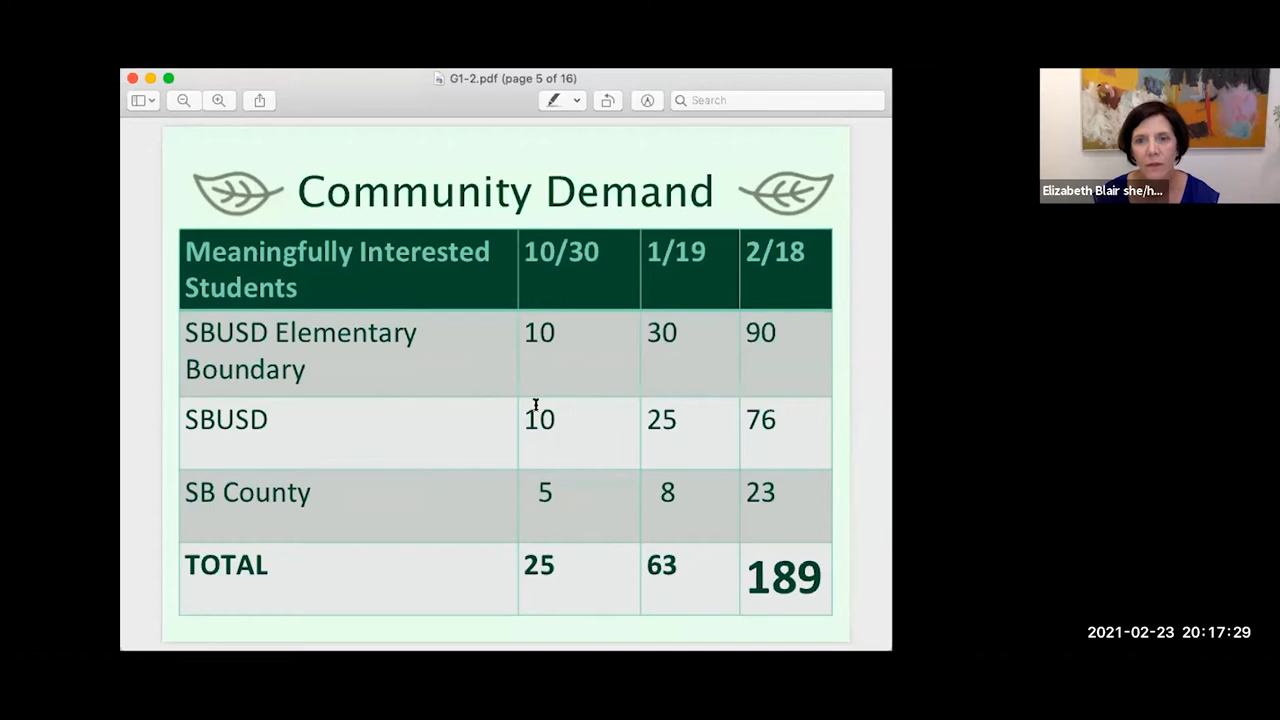 G1-2.pdf (page 5 of 16)
Search
Community Demand
Meaningfully Interested Students 10/30 1/19 2/18
SBUSD Elementary Boundary 10 30 90
SBUSD 10 25 76
SB County 5 8 23
TOTAL 25 63 189
Elizabeth Blair she/h...
2021-02-23 20:17:29